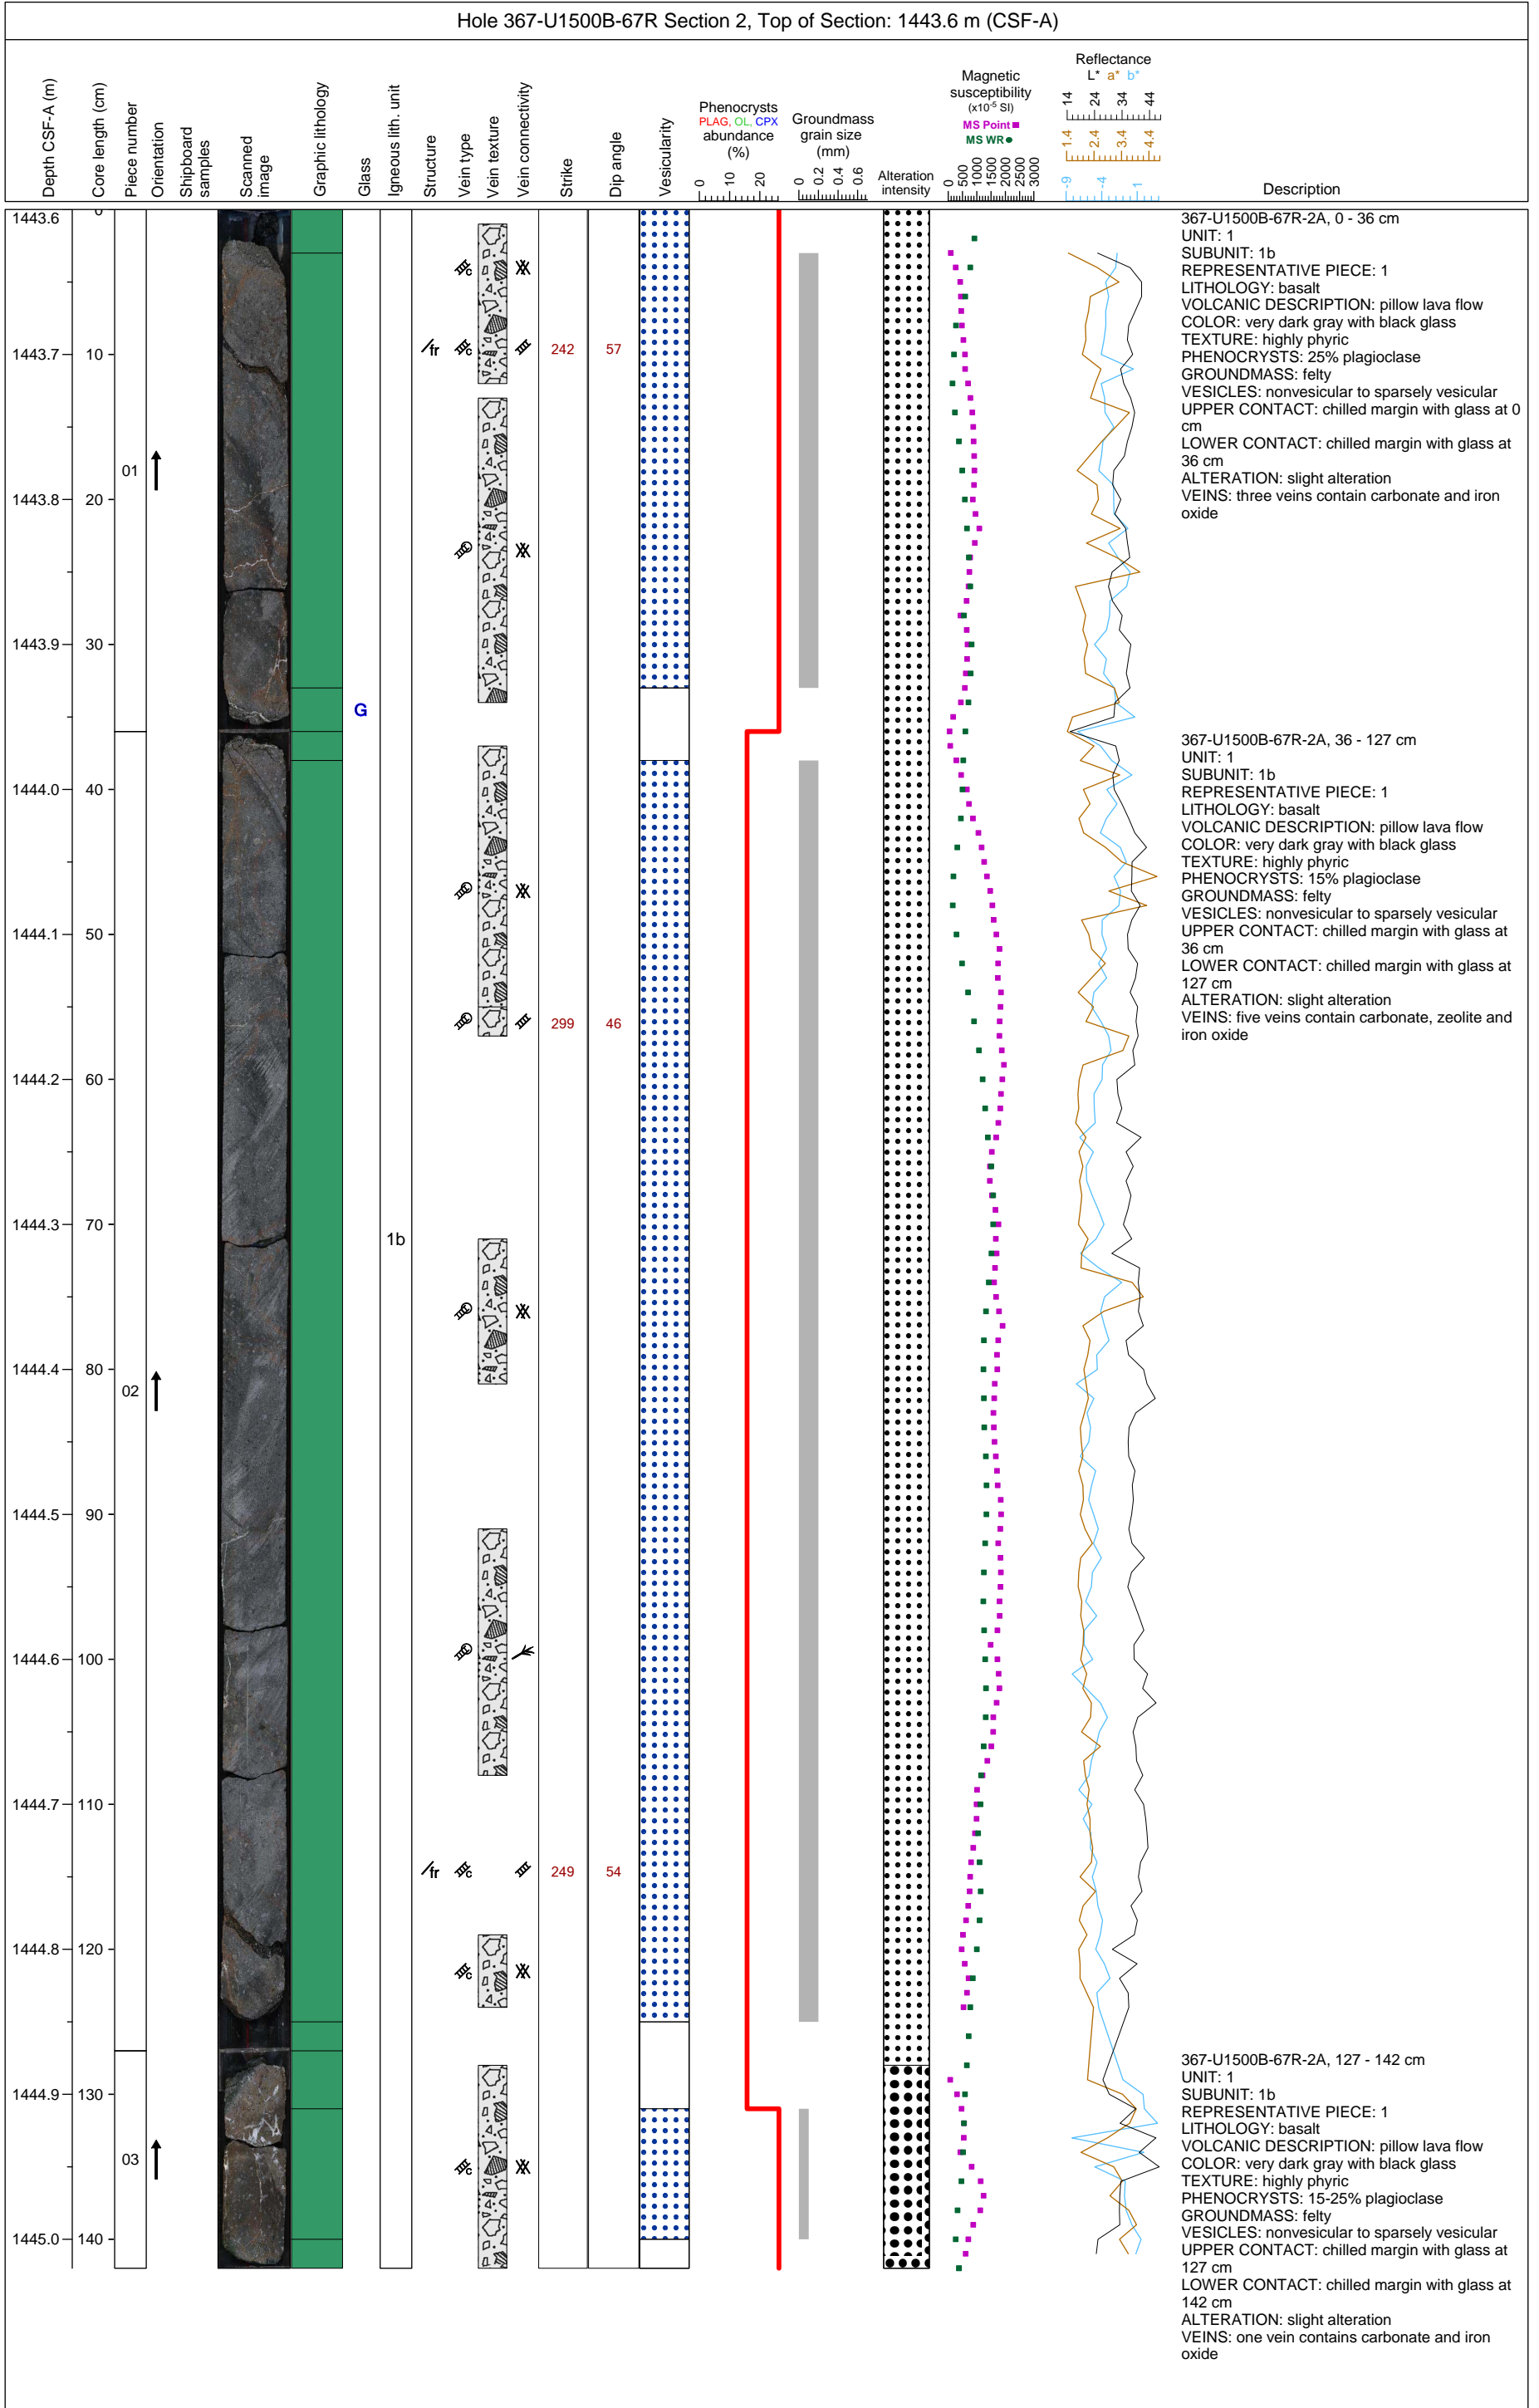 Hole 367-U1500B-67R Section 2, Top of Section: 1443.6 m (CSF-A)
Depth CSF-A (m)
Core length (cm)
Piece number
Orientation
Shipboard samples
Scanned image
Graphic lithology
Glass
Igneous lith. unit
Structure
Vein type
Vein texture
Vein connectivity
Strike
Dip angle
Vesicularity
Phenocrysts
PLAG, OL, CPX
abundance
(%)
0 10 20
Groundmass
grain size
(mm)
0 0.2 0.4 0.6
Alteration
intensity
Magnetic
susceptibility
(x10-5 SI)
MS Point
MS WR
0 500 1000 1500 2000 2500 3000
Reflectance
L* a* b*
14 24 34 44
1.4 2.4 3.4 4.4
-9 -4 1
Description
1443.6 0
1443.7 10
1443.8 20
1443.9 30
1444.0 40
1444.1 50
1444.2 60
1444.3 70
1444.4 80
1444.5 90
1444.6 100
1444.7 110
1444.8 120
1444.9 130
1445.0 140
01
02
03
G
1b
c
fr c 242 57
299 46
fr c 249 54
c
c
367-U1500B-67R-2A, 0 - 36 cm
UNIT: 1
SUBUNIT: 1b
REPRESENTATIVE PIECE: 1
LITHOLOGY: basalt
VOLCANIC DESCRIPTION: pillow lava flow
COLOR: very dark gray with black glass
TEXTURE: highly phyric
PHENOCRYSTS: 25% plagioclase
GROUNDMASS: felty
VESICLES: nonvesicular to sparsely vesicular
UPPER CONTACT: chilled margin with glass at 0
cm
LOWER CONTACT: chilled margin with glass at
36 cm
ALTERATION: slight alteration
VEINS: three veins contain carbonate and iron
oxide
367-U1500B-67R-2A, 36 - 127 cm
UNIT: 1
SUBUNIT: 1b
REPRESENTATIVE PIECE: 1
LITHOLOGY: basalt
VOLCANIC DESCRIPTION: pillow lava flow
COLOR: very dark gray with black glass
TEXTURE: highly phyric
PHENOCRYSTS: 15% plagioclase
GROUNDMASS: felty
VESICLES: nonvesicular to sparsely vesicular
UPPER CONTACT: chilled margin with glass at
36 cm
LOWER CONTACT: chilled margin with glass at
127 cm
ALTERATION: slight alteration
VEINS: five veins contain carbonate, zeolite and
iron oxide
367-U1500B-67R-2A, 127 - 142 cm
UNIT: 1
SUBUNIT: 1b
REPRESENTATIVE PIECE: 1
LITHOLOGY: basalt
VOLCANIC DESCRIPTION: pillow lava flow
COLOR: very dark gray with black glass
TEXTURE: highly phyric
PHENOCRYSTS: 15-25% plagioclase
GROUNDMASS: felty
VESICLES: nonvesicular to sparsely vesicular
UPPER CONTACT: chilled margin with glass at
127 cm
LOWER CONTACT: chilled margin with glass at
142 cm
ALTERATION: slight alteration
VEINS: one vein contains carbonate and iron
oxide